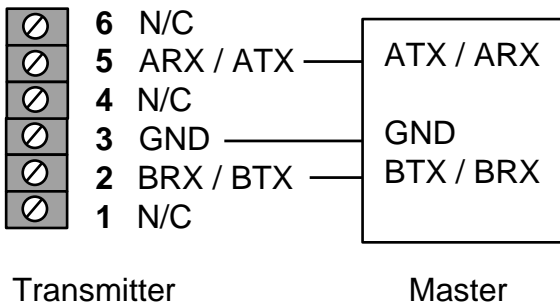 6 N/C
5 ARX / ATX ATX / ARX
4 N/C
3 GND GND
2 BRX / BTX BTX / BRX
1 N/C
Transmitter Master